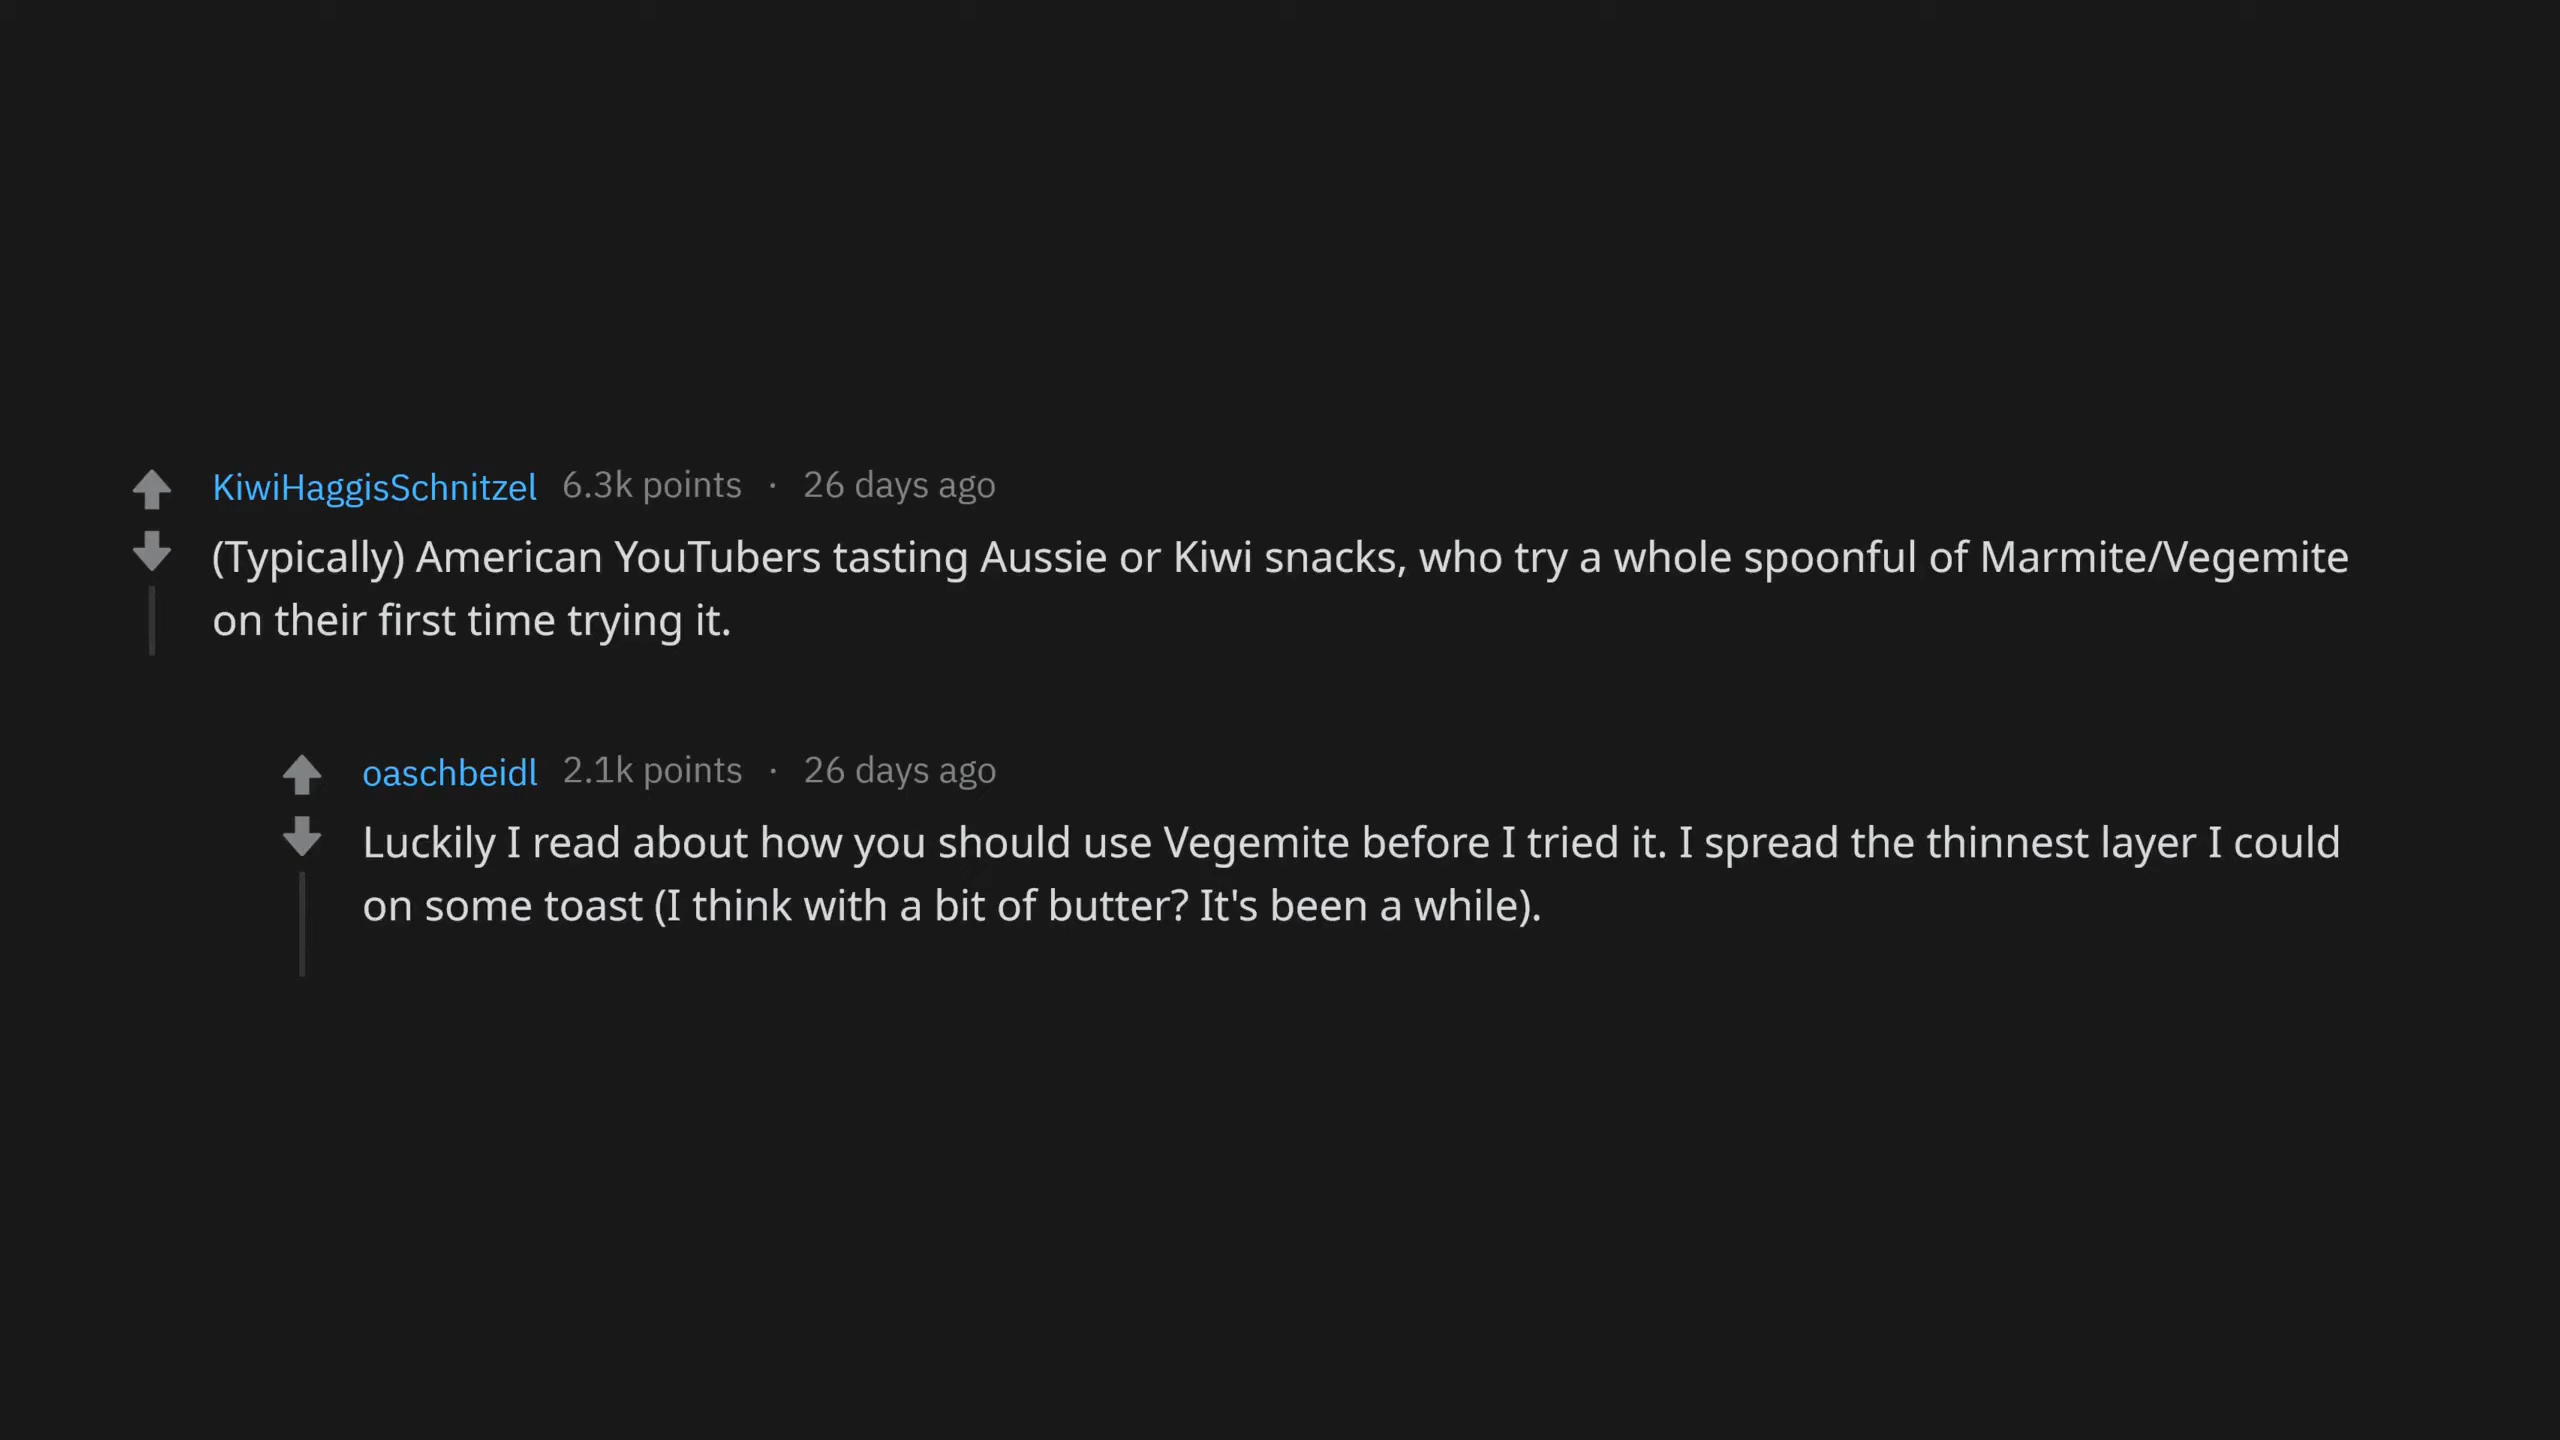 KiwiHaggisSchnitzel 6.3k points · 26 days ago
(Typically) American YouTubers tasting Aussie or Kiwi snacks, who try a whole spoonful of Marmite/Vegemite
on their first time trying it.
oaschbeidl 2.1k points · 26 days ago
Luckily I read about how you should use Vegemite before I tried it. I spread the thinnest layer I could
on some toast (I think with a bit of butter? It's been a while).